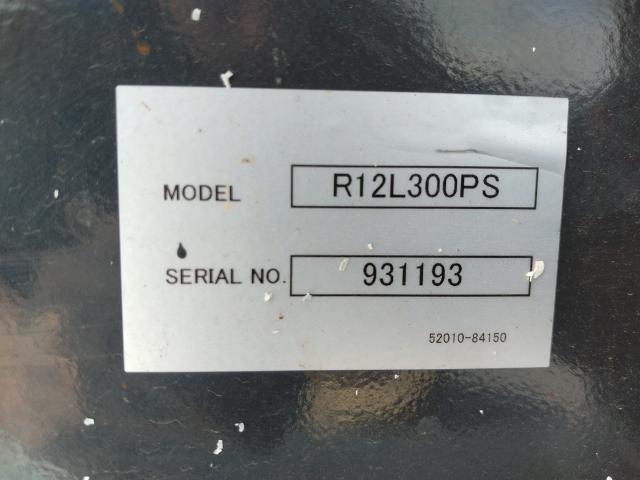 MODEL R12L300PS
SERIAL NO. 931193
52010-84150